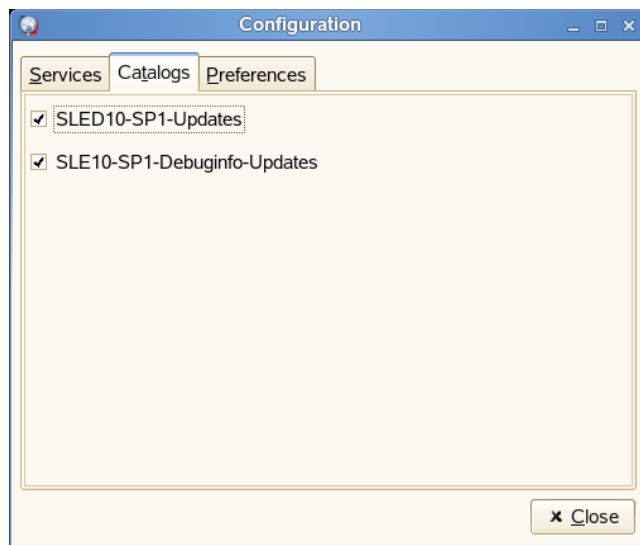 Configuration
Services Catalogs Preferences
SLED10-SP1-Updates
SLE10-SP1-Debuginfo-Updates
Close